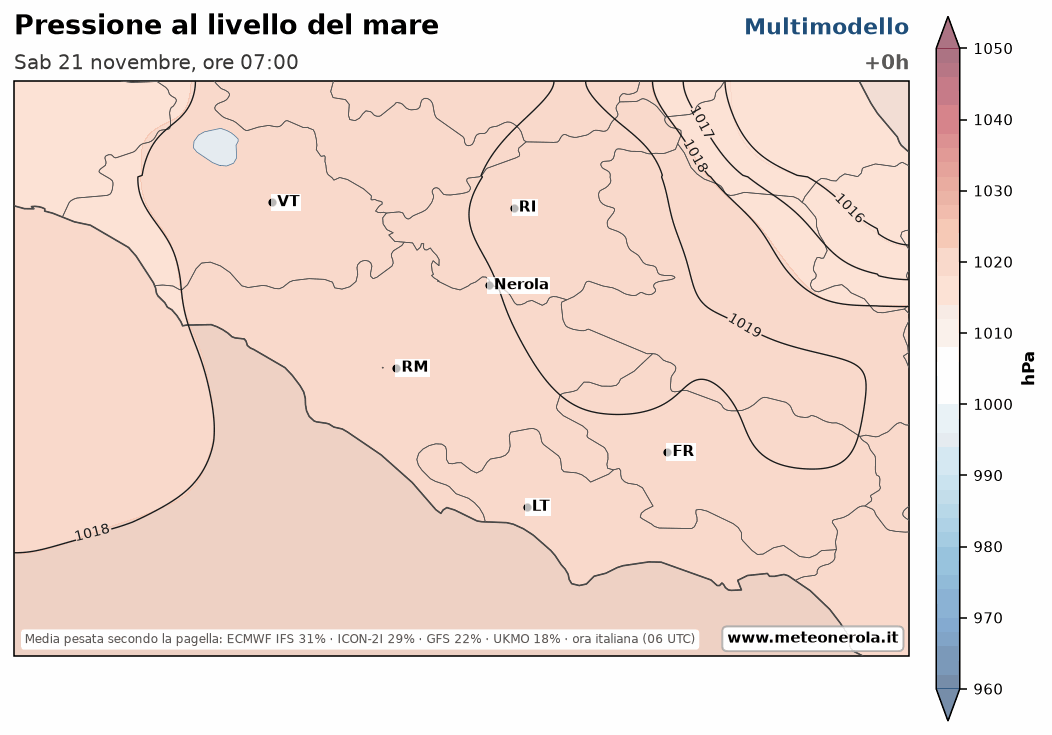 Pressione al livello del mare
Multimodello
Sab 21 novembre, ore 07:00
+0h
1050
1040
1030
1020
1010
1000
990
980
970
960
hPa
1017
1018
1016
VT
RI
Nerola
1019
RM
FR
LT
1018
Media pesata secondo la pagella: ECMWF IFS 31% · ICON-2I 29% · GFS 22% · UKMO 18% · ora italiana (06 UTC)
www.meteonerola.it